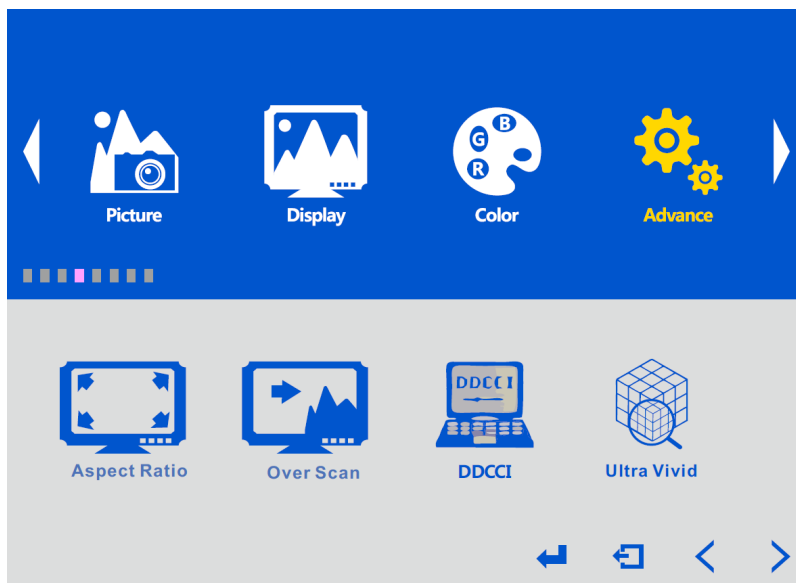 B
G
R
Picture Display Color Advance
DDCCI
Aspect Ratio Over Scan DDCCI Ultra Vivid